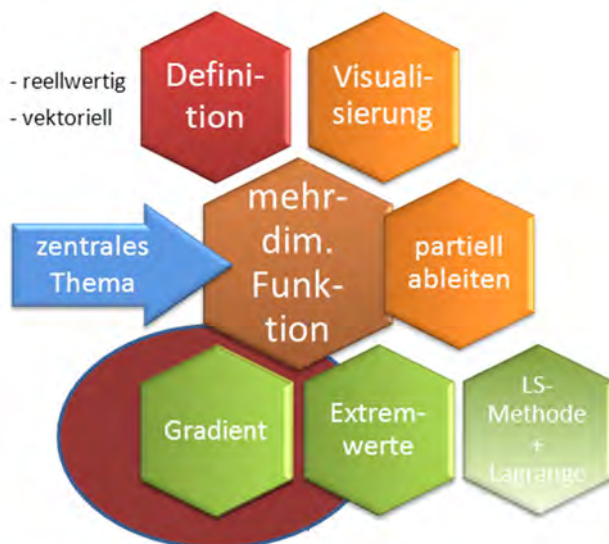 - reellwertig
- vektoriell
Defini-
tion
Visuali-
sierung
zentrales
Thema
mehr-
dim.
Funk-
tion
partiell
ableiten
Gradient
Extrem-
werte
LS-
Methode
+
Lagrange